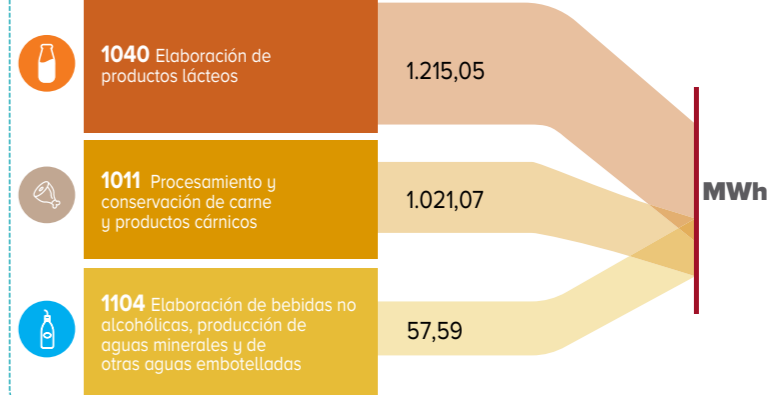 1040 Elaboración de
productos lácteos
1.215,05
1011 Procesamiento y
conservación de carne
y productos cárnicos
1.021,07
MWh
1104 Elaboración de bebidas no
alcohólicas, producción de
aguas minerales y de
otras aguas embotelladas
57,59